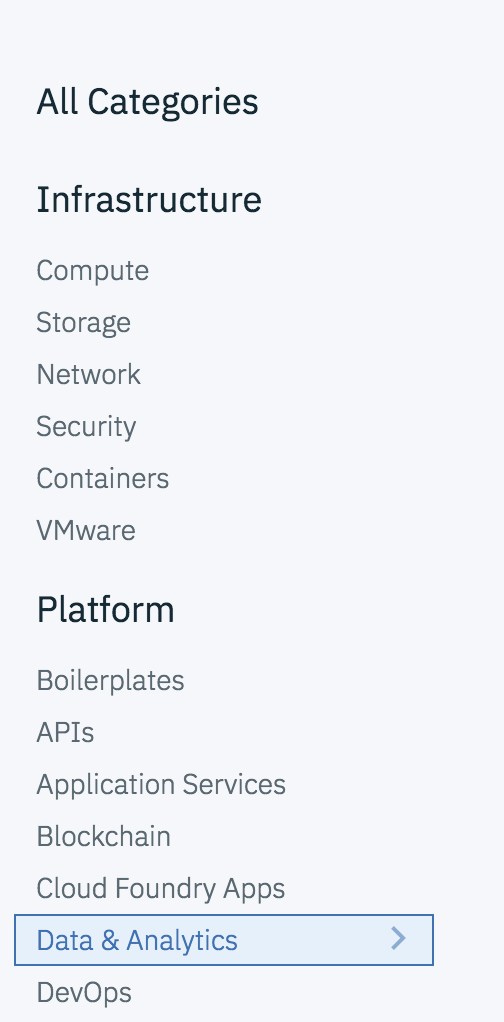 All Categories
Infrastructure
Compute
Storage
Network
Security
Containers
VMware
Platform
Boilerplates
APIs
Application Services
Blockchain
Cloud Foundry Apps
Data & Analytics
DevOps